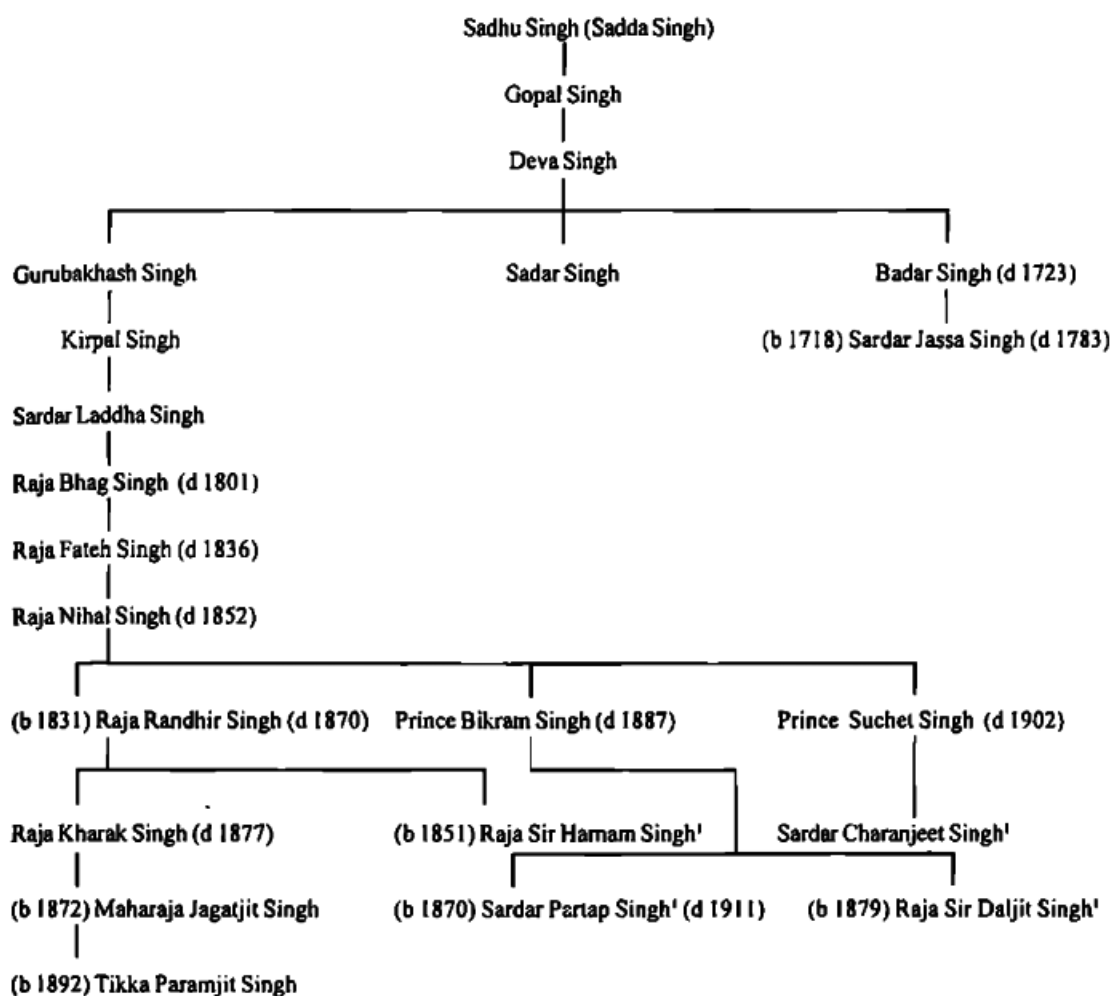 Sadhu Singh (Sadda Singh)
Gopal Singh
Deva Singh
Gurubakhash Singh Sadar Singh Badar Singh (d 1723)
Kirpal Singh (b 1718) Sardar Jassa Singh (d 1783)
Sardar Laddha Singh
Raja Bhag Singh (d 1801)
Raja Fateh Singh (d 1836)
Raja Nihal Singh (d 1852)
(b 1831) Raja Randhir Singh (d 1870) Prince Bikram Singh (d 1887) Prince Suchet Singh (d 1902)
Raja Kharak Singh (d 1877) (b 1851) Raja Sir Harnam Singh¹ Sardar Charanjeet Singh¹
(b 1872) Maharaja Jagatjit Singh (b 1870) Sardar Partap Singh¹ (d 1911) (b 1879) Raja Sir Daljit Singh¹
(b 1892) Tikka Paramjit Singh